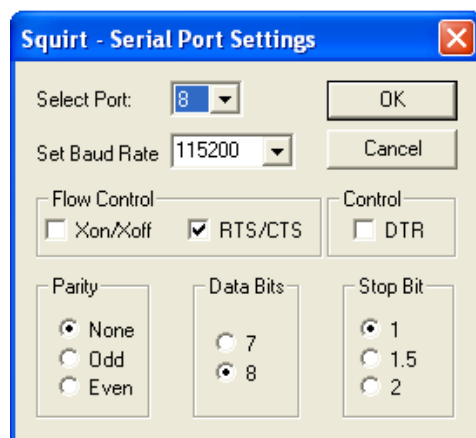 Squirt - Serial Port Settings
Select Port: 8 OK
Set Baud Rate 115200 Cancel
Flow Control Control
Xon/Xoff RTS/CTS DTR
Parity Data Bits Stop Bit
None 7 1
Odd 8 1.5
Even 2